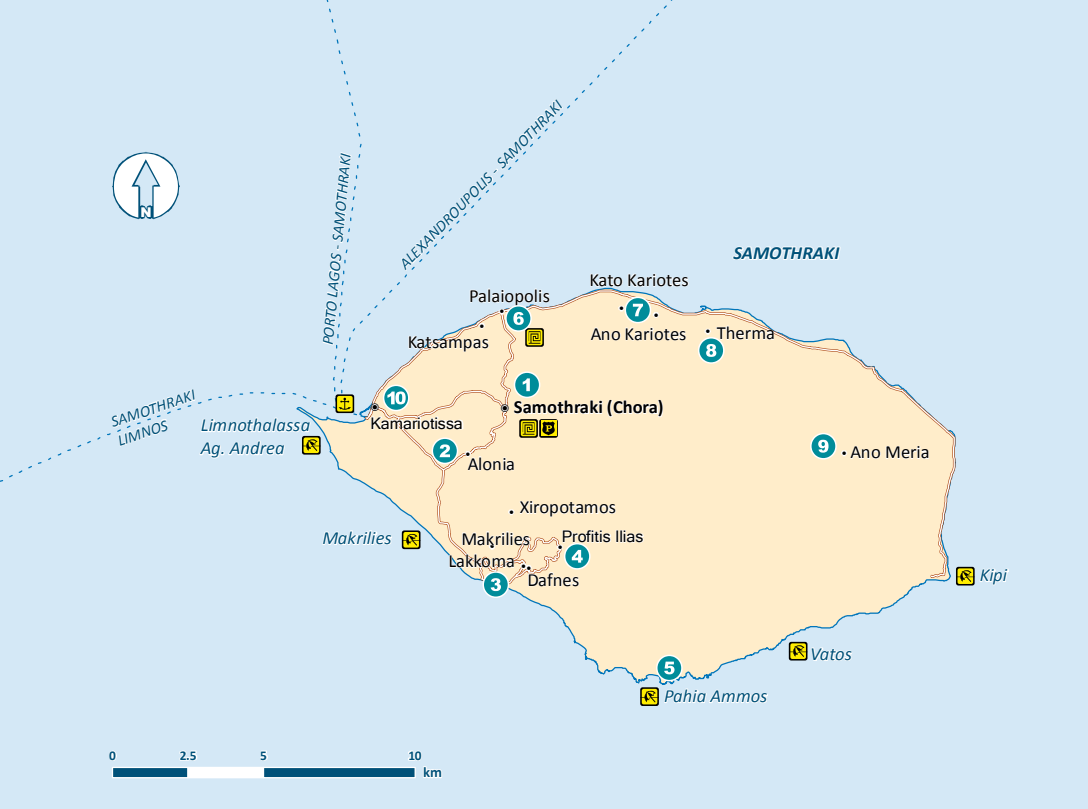 PORTO LAGOS - SAMOTHRAKI
ALEXANDROUPOLIS - SAMOTHRAKI
N
SAMOTHRAKI
Kato Kariotes
Palaiopolis
6
7
Katsampas
Ano Kariotes
Therma
8
1
10
SAMOTHRAKI
LIMNOS
Samothraki (Chora)
P
Kamariotissa
Limnothalassa
Ag. Andrea
2
Alonia
9
Ano Meria
Xiropotamos
Makrilies
Makrilies
Profitis Ilias
4
Lakkoma
3
Dafnes
Kipi
Vatos
5
Pahia Ammos
0 2.5 5 10
km